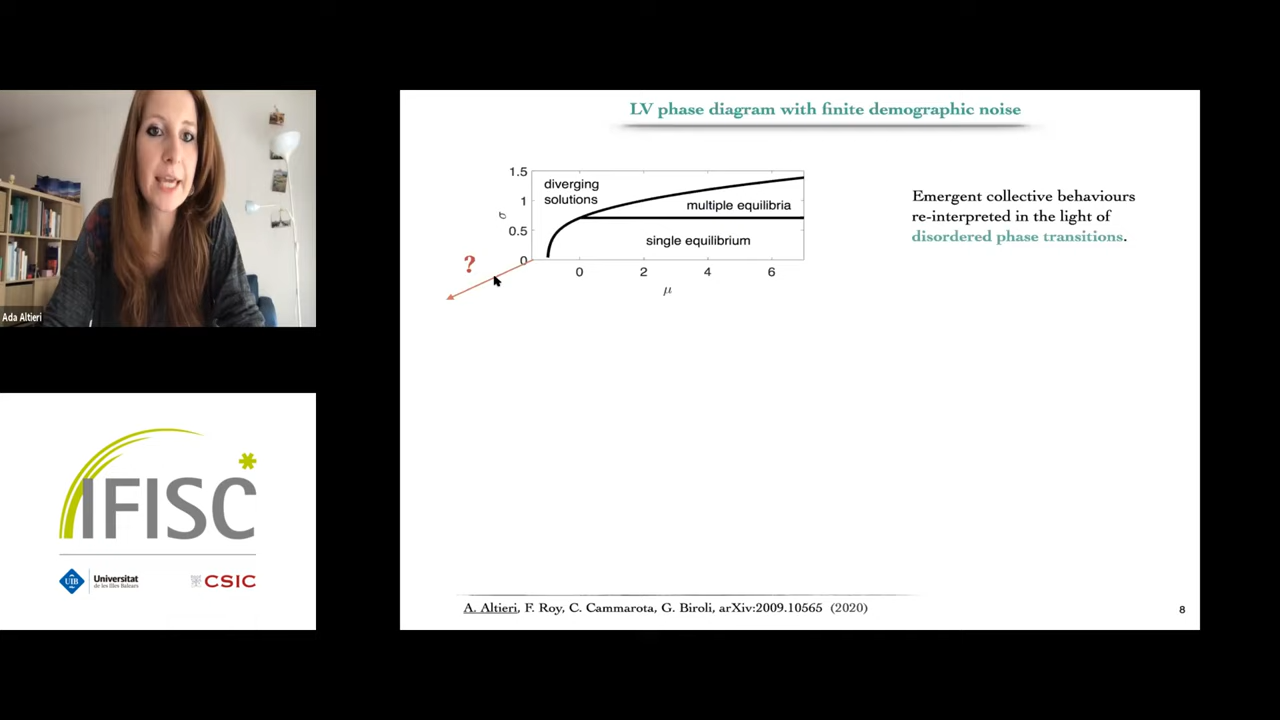 Ada Altieri
IFISC
UIB
Universitat
de les Illes Balears
CSIC
LV phase diagram with finite demographic noise
1.5
1
0.5
0
σ
diverging
solutions
multiple equilibria
single equilibrium
?
0
2
4
6
μ
Emergent collective behaviours
re-interpreted in the light of
disordered phase transitions.
A. Altieri, F. Roy, C. Cammarota, G. Biroli, arXiv:2009.10565 (2020)
8